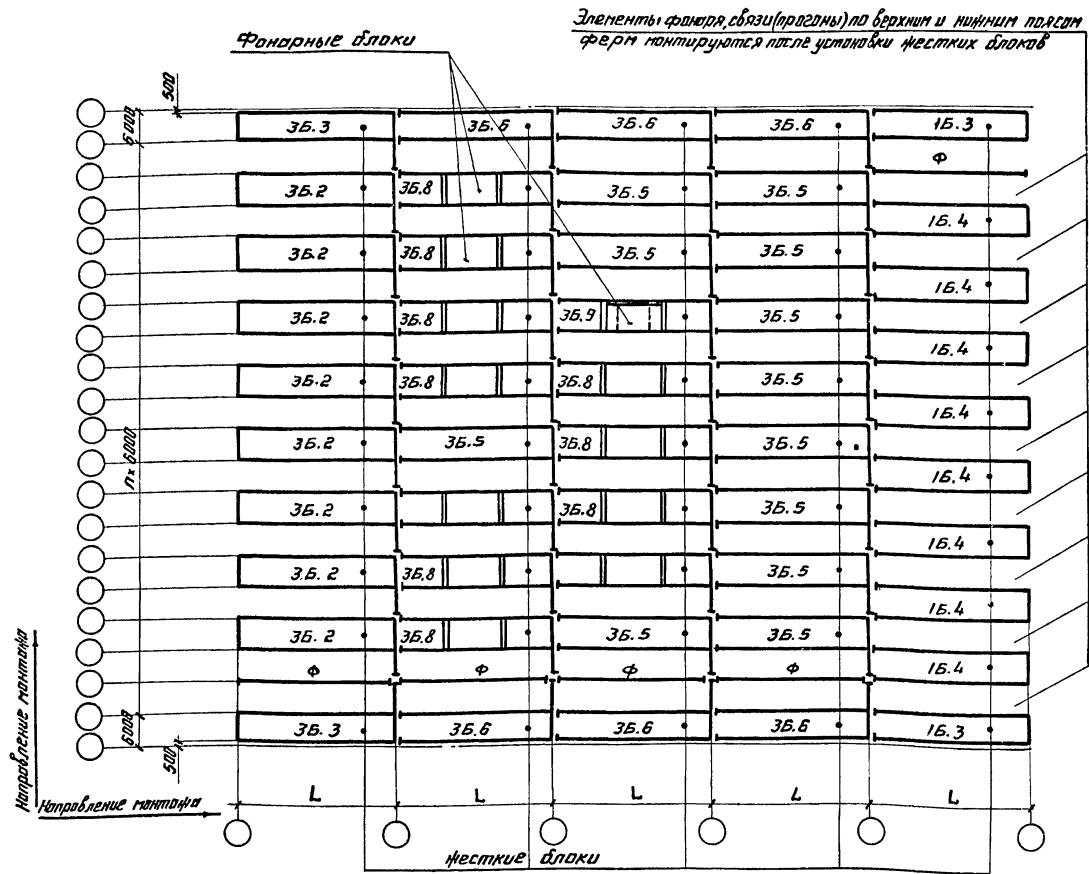 Элементы фонаря, связи (прогоны) по верхним и нижним поясам
ферм монтируются после установки жестких блоков
Фонарные блоки
500
6000
3Б.3 3Б.6 3Б.6 3Б.6 1Б.3
Ф
3Б.2 3Б.8 3Б.5 3Б.5
1Б.4
3Б.2 3Б.8 3Б.5 3Б.5
1Б.4
3Б.2 3Б.8 3Б.9 3Б.5
1Б.4
3Б.2 3Б.8 3Б.8 3Б.5
1Б.4
n×6000
3Б.2 3Б.5 3Б.8 3Б.5
1Б.4
3Б.2 3Б.8 3Б.5
1Б.4
3.Б.2 3Б.8 3Б.5
1Б.4
3Б.2 3Б.8 3Б.5 3Б.5
Ф Ф Ф Ф
1Б.4
6000
3Б.3 3Б.6 3Б.6 3Б.6 1Б.3
500
Направление монтажа
Направление монтажа
L L L L L
Жесткие блоки